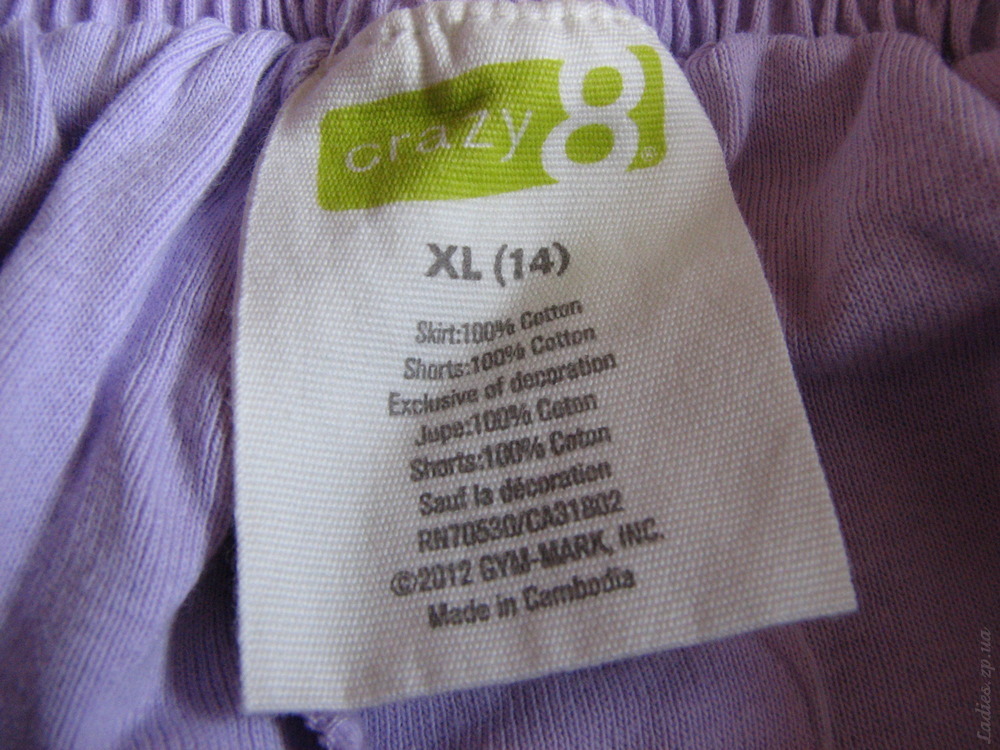 crazy 8®
XL (14)
Skirt:100% Cotton
Shorts:100% Cotton
Exclusive of decoration
Jupe:100% Coton
Shorts:100% Coton
Sauf la décoration
RN70530/CA31802
©2012 GYM-MARK, INC.
Made in Cambodia
Ladies.zp.ua